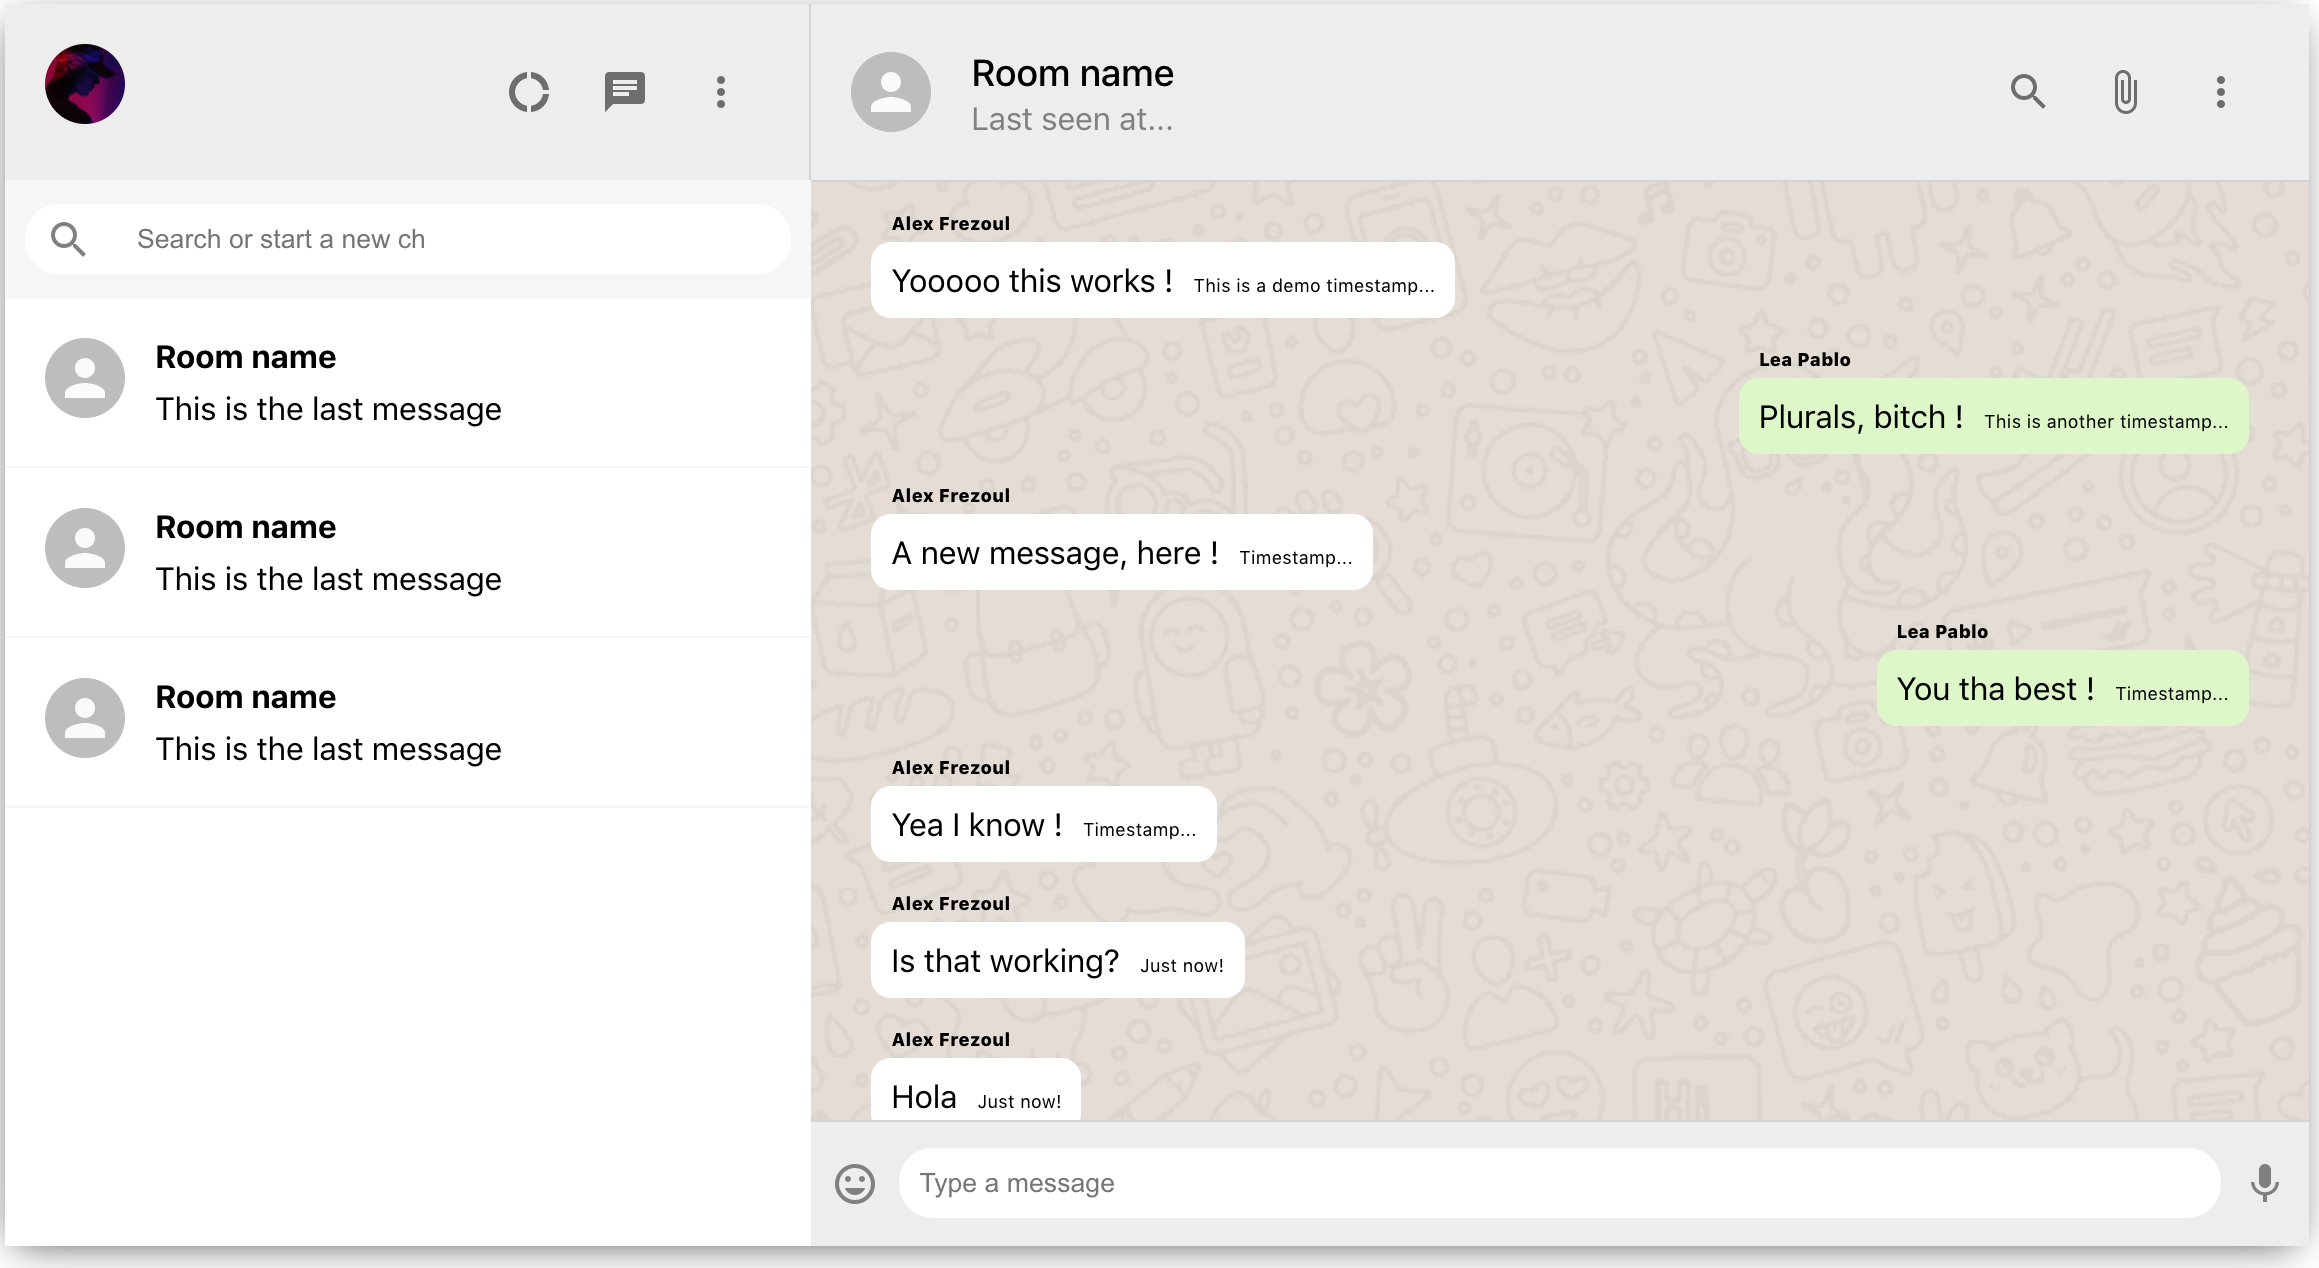 Room name
Last seen at...
Search or start a new ch
Room name
This is the last message
Room name
This is the last message
Room name
This is the last message
Alex Frezoul
Yooooo this works ! This is a demo timestamp...
Lea Pablo
Plurals, bitch ! This is another timestamp...
Alex Frezoul
A new message, here ! Timestamp...
Lea Pablo
You tha best ! Timestamp...
Alex Frezoul
Yea I know ! Timestamp...
Alex Frezoul
Is that working? Just now!
Alex Frezoul
Hola Just now!
Hi
Type a message